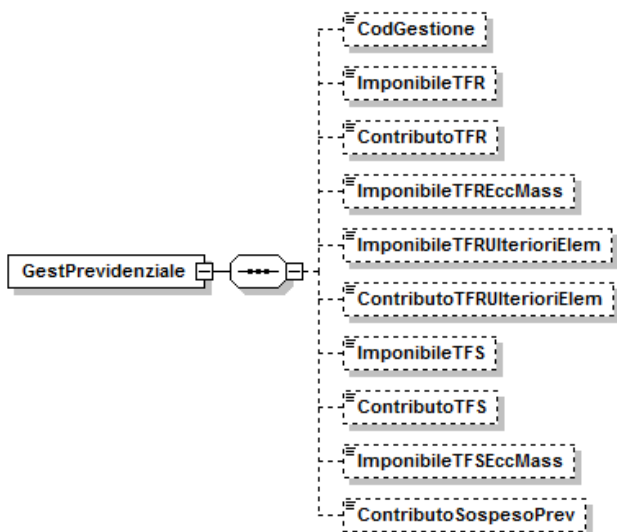 CodGestione
ImponibileTFR
ContributoTFR
ImponibileTFREccMass
GestPrevidenziale
ImponibileTFRUlterioriElem
ContributoTFRUlterioriElem
ImponibileTFS
ContributoTFS
ImponibileTFSEccMass
ContributoSospesoPrev